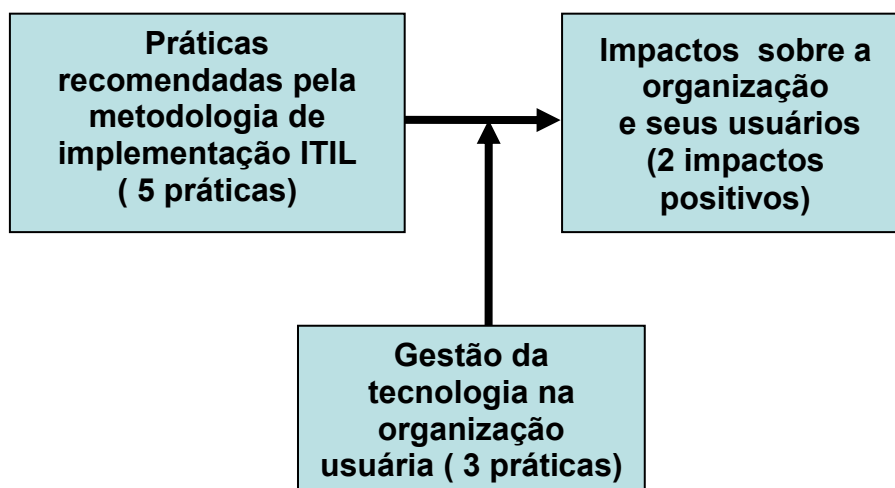 Práticas
recomendadas pela
metodologia de
implementação ITIL
( 5 práticas)
Impactos sobre a
organização
e seus usuários
(2 impactos
positivos)
Gestão da
tecnologia na
organização
usuária ( 3 práticas)